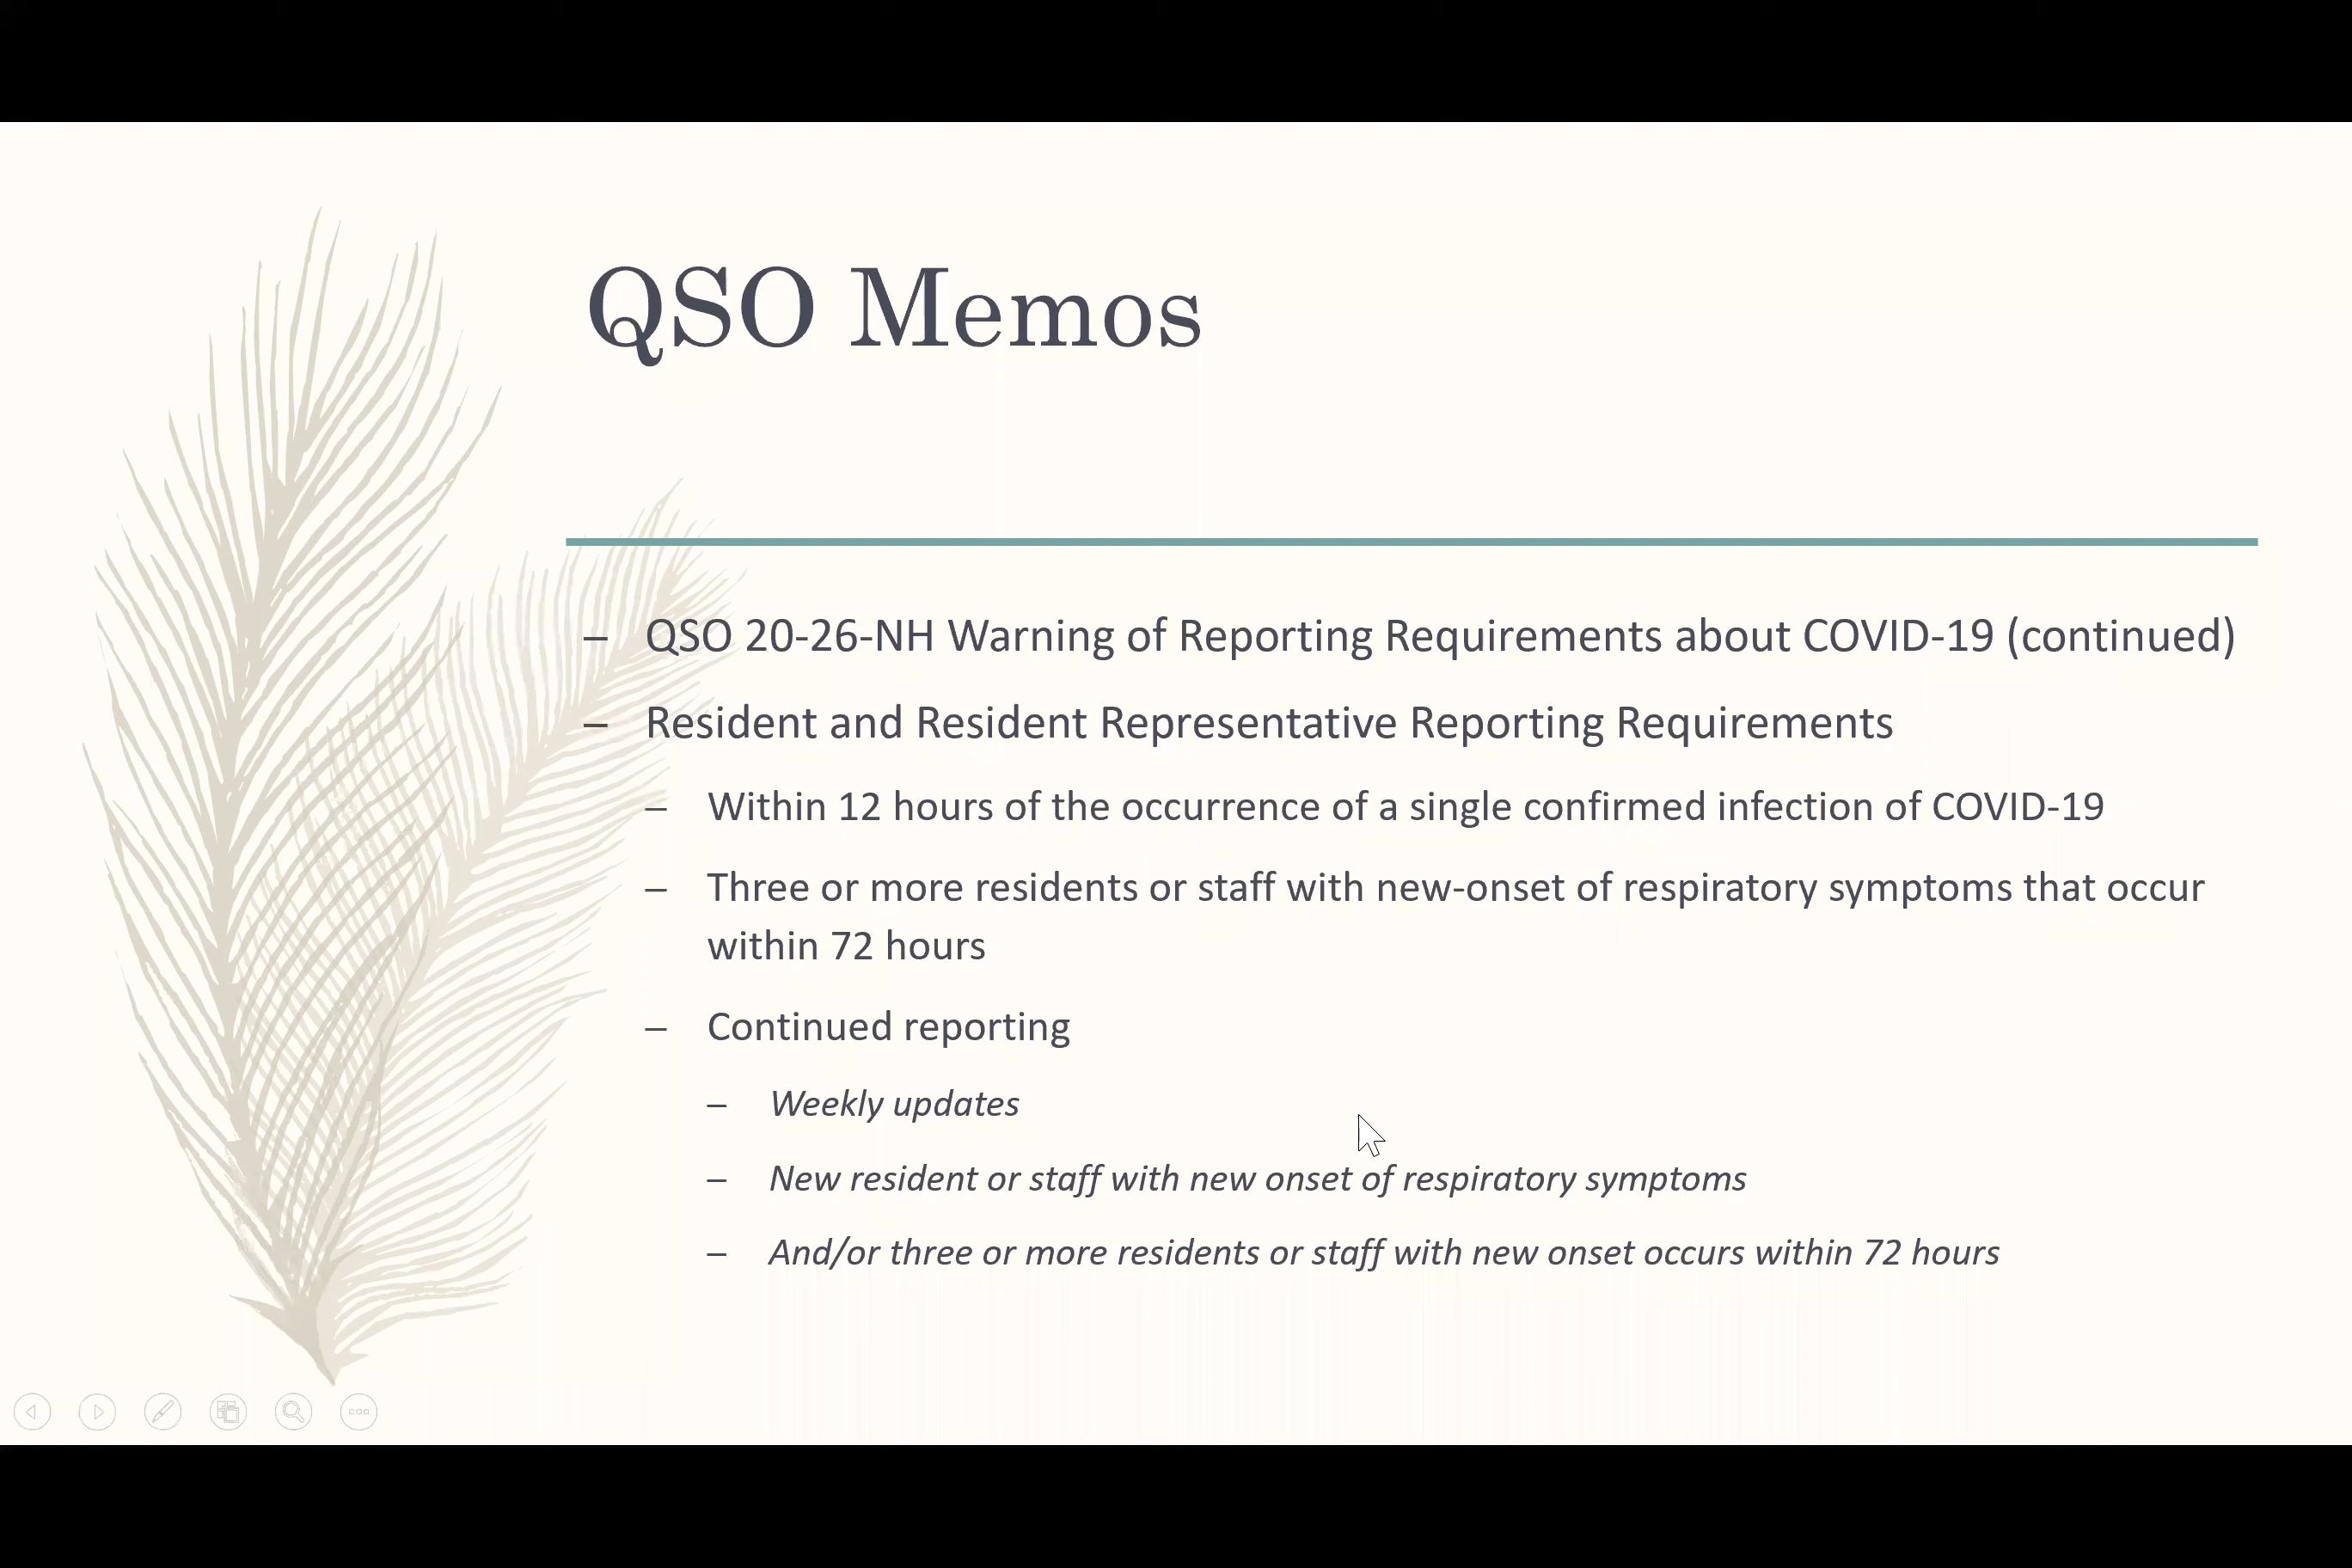 QSO Memos
– QSO 20-26-NH Warning of Reporting Requirements about COVID-19 (continued)
– Resident and Resident Representative Reporting Requirements
– Within 12 hours of the occurrence of a single confirmed infection of COVID-19
– Three or more residents or staff with new-onset of respiratory symptoms that occur
within 72 hours
– Continued reporting
– Weekly updates
– New resident or staff with new onset of respiratory symptoms
– And/or three or more residents or staff with new onset occurs within 72 hours